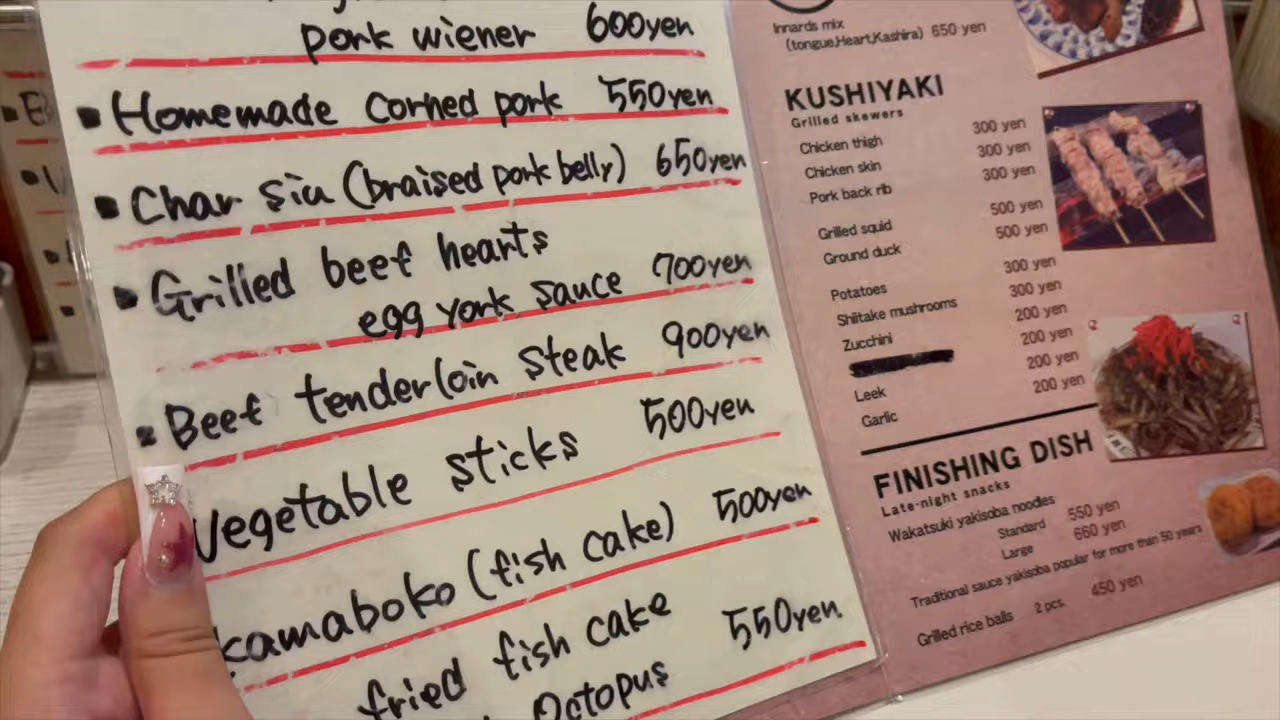 pork wiener 600yen
Homemade corned pork 550yen
Char siu (braised pork belly) 650yen
Grilled beef hearts
egg york sauce 700yen
Beef tenderloin steak 900yen
Vegetable sticks 500yen
kamaboko (fish cake) 500yen
fried fish cake 550yen
Octopus
Innards mix
(tongue,Heart,Kashira) 650 yen
KUSHIYAKI
Grilled skewers
Chicken thigh 300 yen
Chicken skin 300 yen
Pork back rib 300 yen
Grilled squid 500 yen
Ground duck 500 yen
Potatoes 300 yen
Shiitake mushrooms 300 yen
Zucchini 200 yen
200 yen
Leek 200 yen
Garlic 200 yen
FINISHING DISH
Late-night snacks
Wakatsuki yakisoba noodles
Standard 550 yen
Large 660 yen
Traditional sauce yakisoba popular for more than 50 years
Grilled rice balls 2 pcs. 450 yen